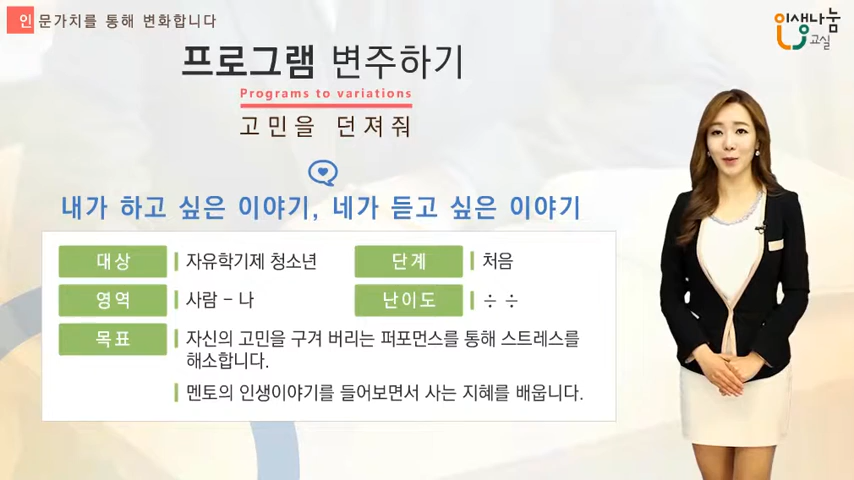 인문가치를 통해 변화합니다
인생나눔
교실
프로그램 변주하기
Programs to variations
고민을 던져줘
내가 하고 싶은 이야기, 네가 듣고 싶은 이야기
대상 자유학기제 청소년 단계 처음
영역 사람 - 나 난이도 ÷ ÷
목표 자신의 고민을 구겨 버리는 퍼포먼스를 통해 스트레스를
해소합니다.
멘토의 인생이야기를 들어보면서 사는 지혜를 배웁니다.